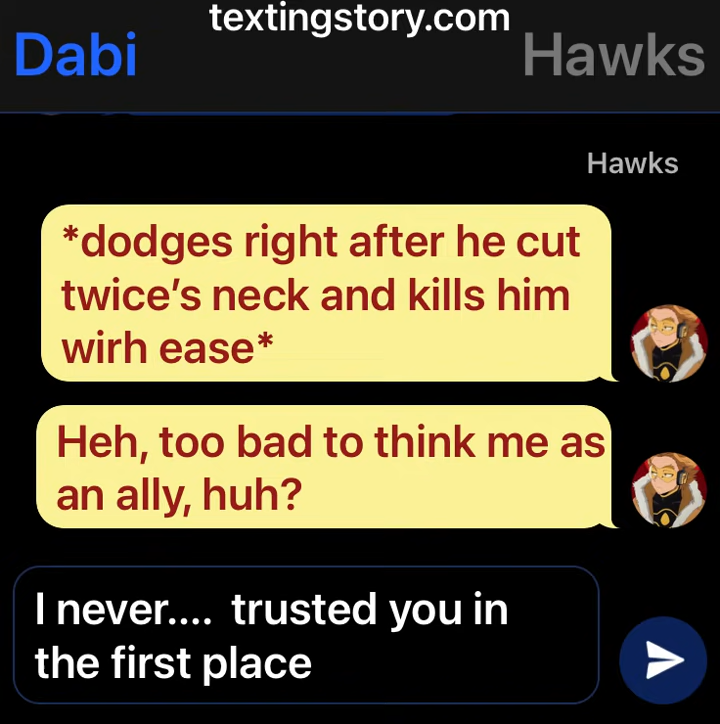 textingstory.com
Dabi
Hawks
Hawks
*dodges right after he cut
twice’s neck and kills him
wirh ease*
Heh, too bad to think me as
an ally, huh?
I never....  trusted you in
the first place